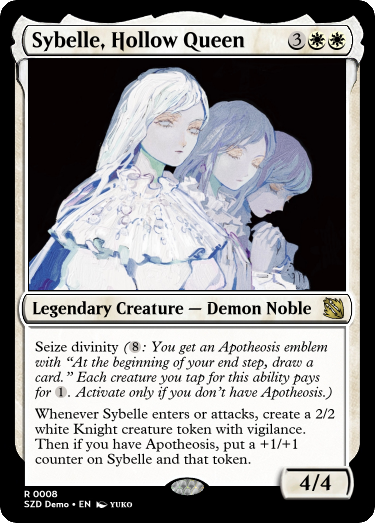 Sybelle, Hollow Queen 3
Legendary Creature — Demon Noble
Seize divinity (8: You get an Apotheosis emblem
with “At the beginning of your end step, draw a
card.” Each creature you tap for this ability pays
for 1. Activate only if you don’t have Apotheosis.)
Whenever Sybelle enters or attacks, create a 2/2
white Knight creature token with vigilance.
Then if you have Apotheosis, put a +1/+1
counter on Sybelle and that token.
4/4
R 0008
SZD Demo • EN YUKO